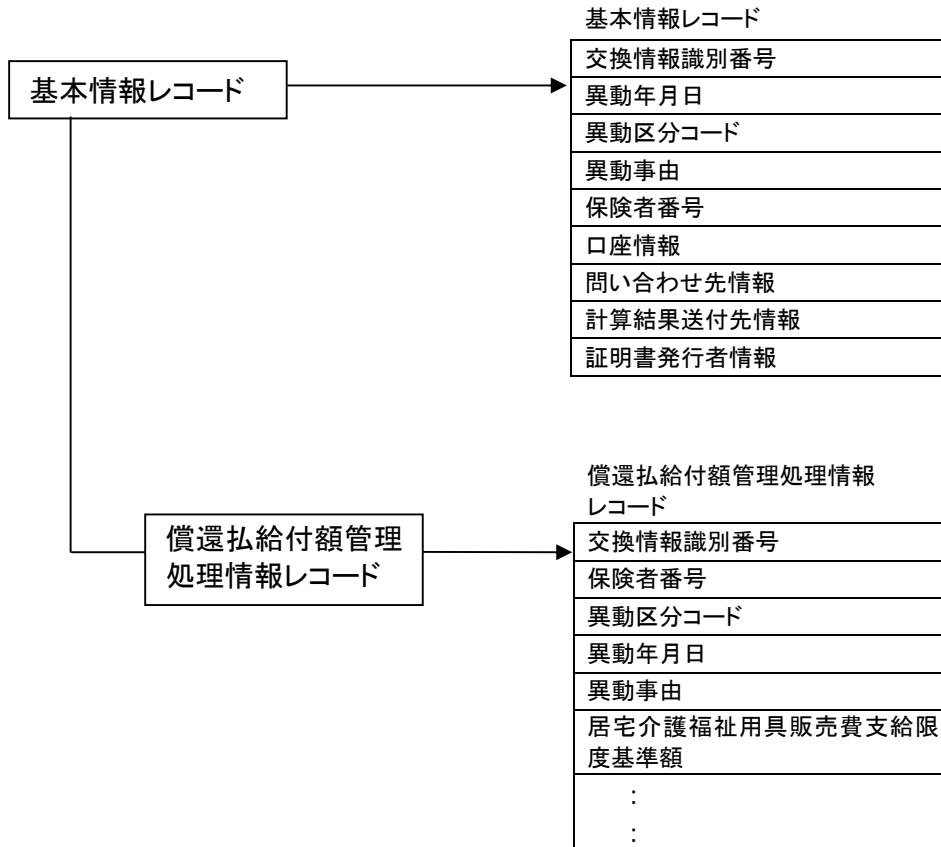 基本情報レコード
基本情報レコード
交換情報識別番号
異動年月日
異動区分コード
異動事由
保険者番号
口座情報
問い合わせ先情報
計算結果送付先情報
証明書発行者情報
償還払給付額管理
処理情報レコード
償還払給付額管理処理情報
レコード
交換情報識別番号
保険者番号
異動区分コード
異動年月日
異動事由
居宅介護福祉用具販売費支給限
度基準額
:
: